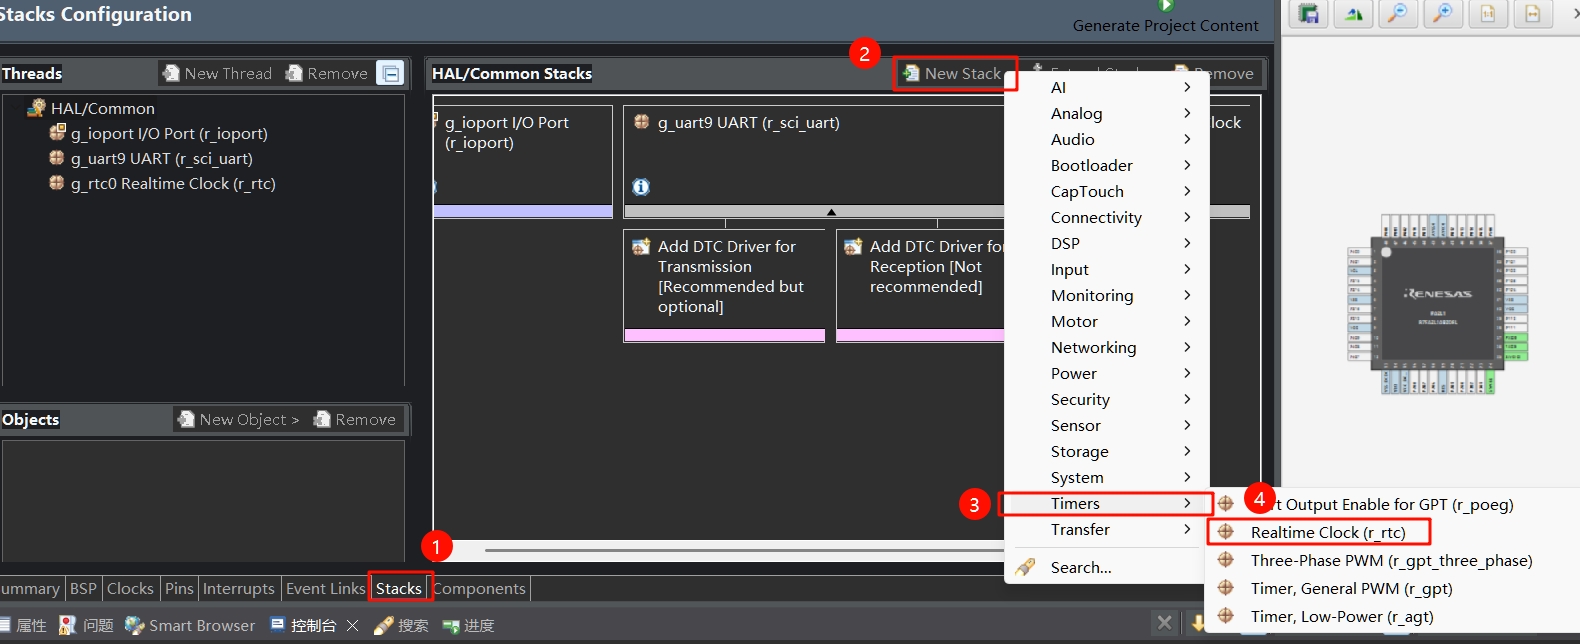 Stacks Configuration
Generate Project Content
Threads
New Thread
Remove
HAL/Common
g_ioport I/O Port (r_ioport)
g_uart9 UART (r_sci_uart)
g_rtc0 Realtime Clock (r_rtc)
Objects
New Object >
Remove
HAL/Common Stacks
2
New Stack
Remove
g_ioport I/O Port
(r_ioport)
g_uart9 UART (r_sci_uart)
lock
Add DTC Driver for
Transmission
[Recommended but
optional]
Add DTC Driver for
Reception [Not
recommended]
AI
Analog
Audio
Bootloader
CapTouch
Connectivity
DSP
Input
Monitoring
Motor
Networking
Power
Security
Sensor
Storage
System
3
Timers
Transfer
Search...
4
t Output Enable for GPT (r_poeg)
Realtime Clock (r_rtc)
Three-Phase PWM (r_gpt_three_phase)
Timer, General PWM (r_gpt)
Timer, Low-Power (r_agt)
RENESAS
1
ummary
BSP
Clocks
Pins
Interrupts
Event Links
Stacks
Components
属性
问题
Smart Browser
控制台
搜索
进度